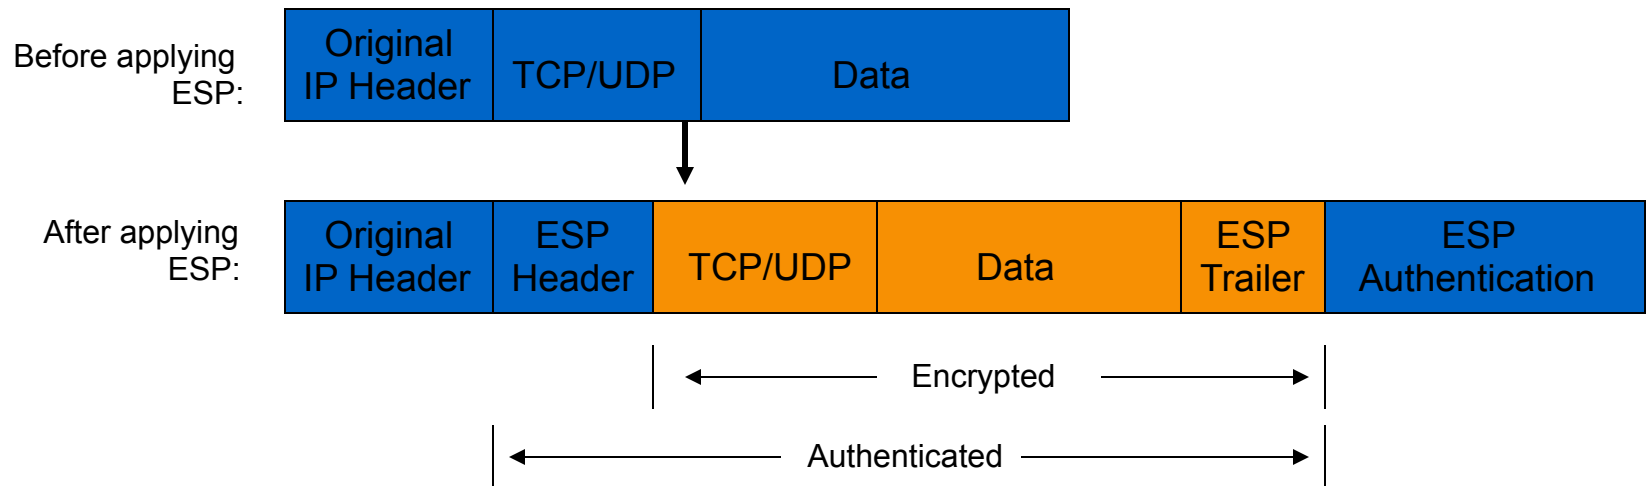 Before applying
ESP:
Original
IP Header
TCP/UDP
Data
After applying
ESP:
Original
IP Header
ESP
Header
TCP/UDP
Data
ESP
Trailer
ESP
Authentication
Encrypted
Authenticated